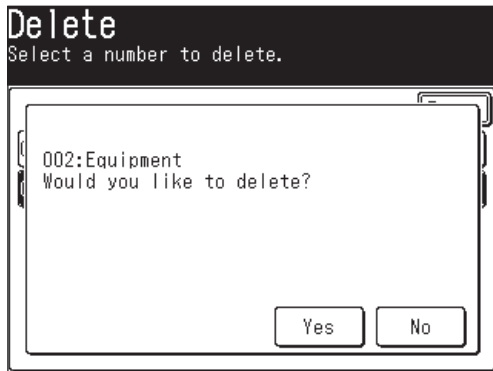 Delete
Select a number to delete.
002:Equipment
Would you like to delete?
Yes
No